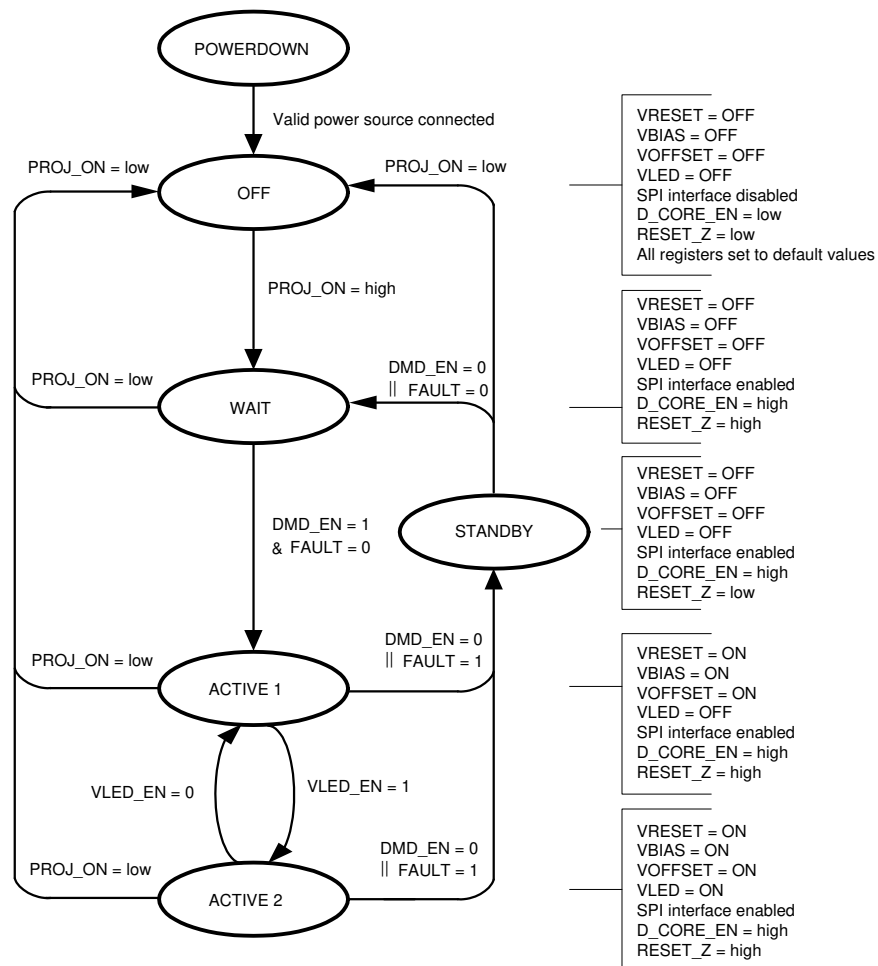 POWERDOWN
Valid power source connected
PROJ_ON = low
PROJ_ON = low
OFF
PROJ_ON = high
PROJ_ON = low
DMD_EN = 0
|| FAULT = 0
WAIT
DMD_EN = 1
& FAULT = 0
STANDBY
PROJ_ON = low
DMD_EN = 0
|| FAULT = 1
ACTIVE 1
VLED_EN = 0
VLED_EN = 1
PROJ_ON = low
DMD_EN = 0
|| FAULT = 1
ACTIVE 2
VRESET = OFF
VBIAS = OFF
VOFFSET = OFF
VLED = OFF
SPI interface disabled
D_CORE_EN = low
RESET_Z = low
All registers set to default values
VRESET = OFF
VBIAS = OFF
VOFFSET = OFF
VLED = OFF
SPI interface enabled
D_CORE_EN = high
RESET_Z = high
VRESET = OFF
VBIAS = OFF
VOFFSET = OFF
VLED = OFF
SPI interface enabled
D_CORE_EN = high
RESET_Z = low
VRESET = ON
VBIAS = ON
VOFFSET = ON
VLED = OFF
SPI interface enabled
D_CORE_EN = high
RESET_Z = high
VRESET = ON
VBIAS = ON
VOFFSET = ON
VLED = ON
SPI interface enabled
D_CORE_EN = high
RESET_Z = high